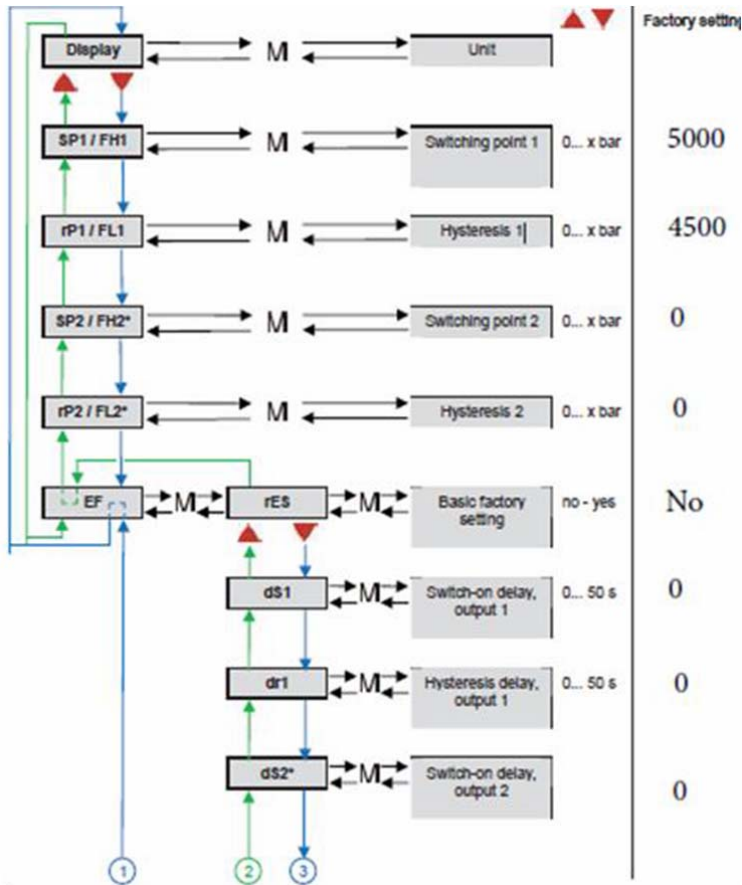 Factory setting
Display M Unit
SP1 / FH1 M Switching point 1 0... x bar 5000
rP1 / FL1 M Hysteresis 1 0... x bar 4500
SP2 / FH2* M Switching point 2 0... x bar 0
rP2 / FL2* M Hysteresis 2 0... x bar 0
EF M rES M Basic factory setting no - yes No
dS1 M Switch-on delay, output 1 0... 50 s 0
dr1 M Hysteresis delay, output 1 0... 50 s 0
dS2* M Switch-on delay, output 2 0
1 2 3